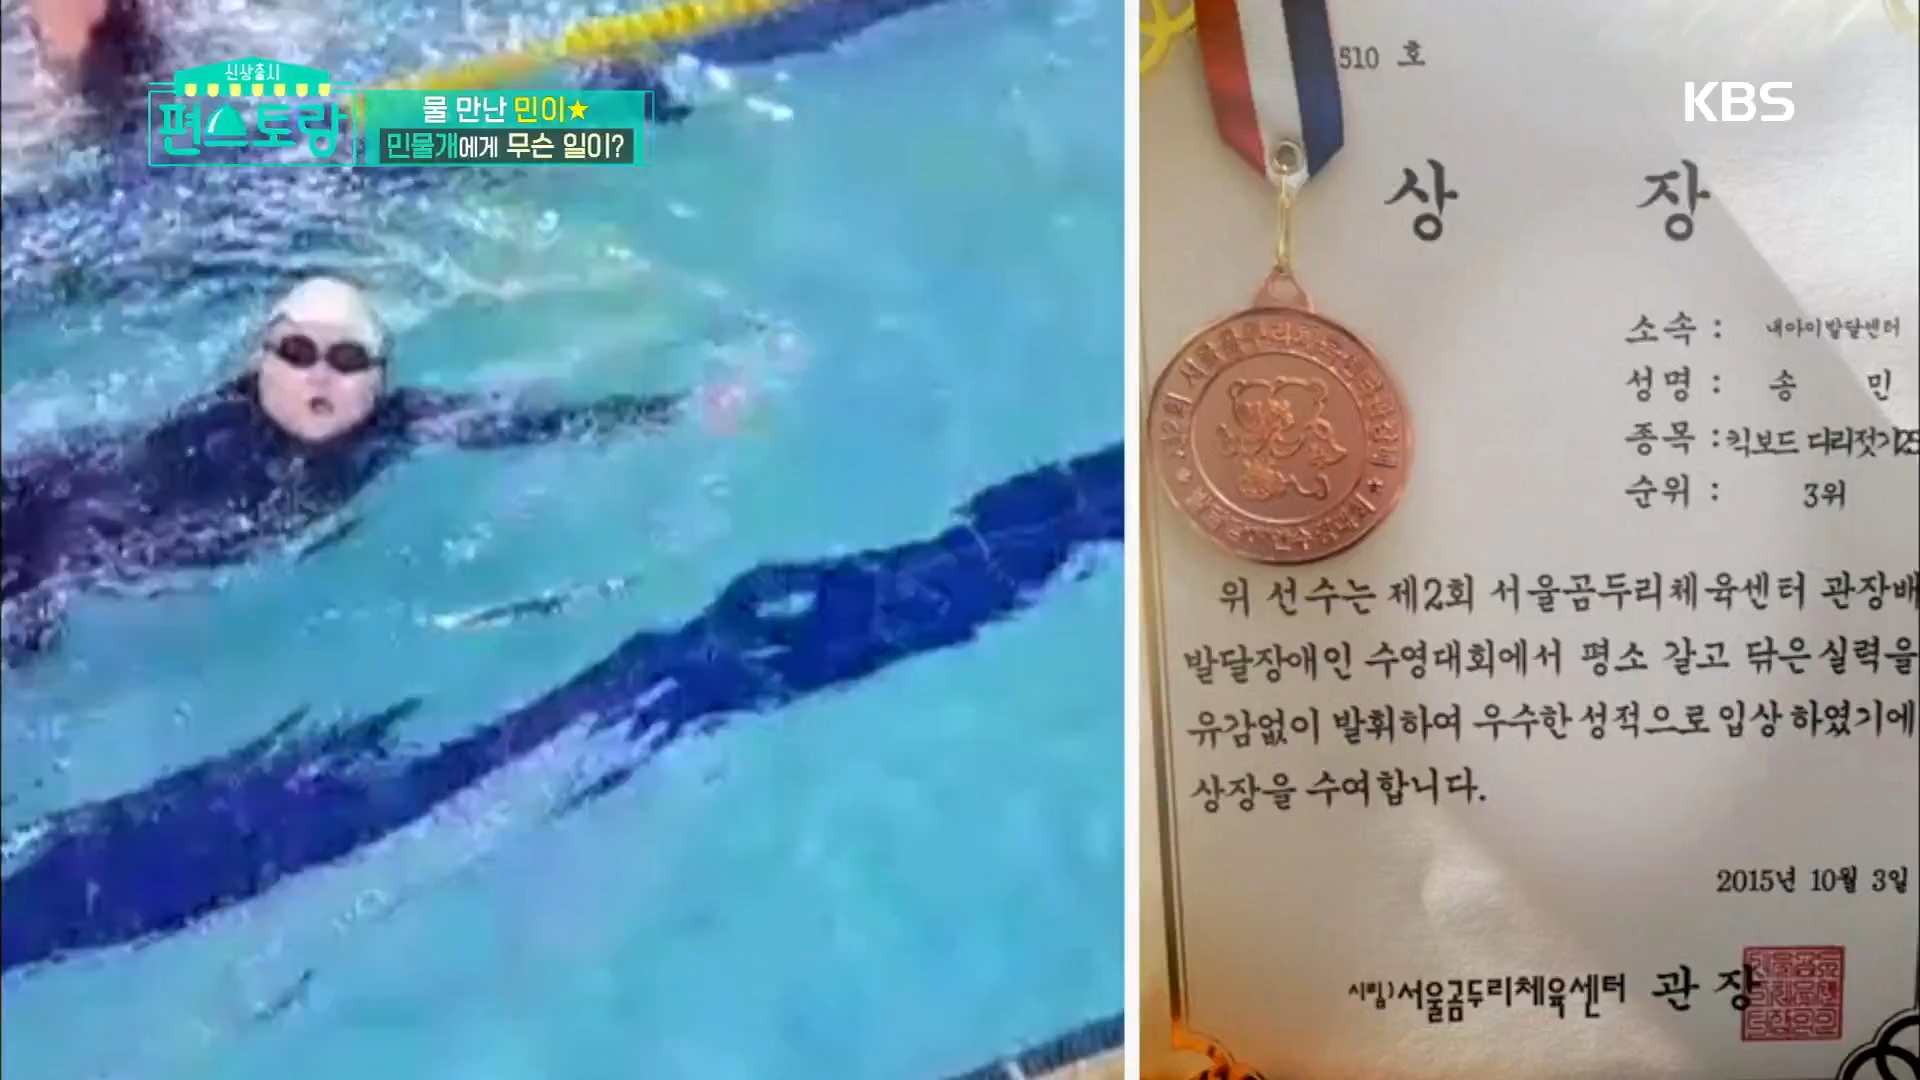 신상출시
편스토랑
물 만난 민이★
민물개에게 무슨 일이?
KBS
510 호
상 장
소속 : 내아이발달센터
성명 : 송 민
종목 : 킥보드 다리젓기25
순위 : 3위
위 선수는 제2회 서울곰두리체육센터 관장배
발달장애인 수영대회에서 평소 갈고 닦은 실력을
유감없이 발휘하여 우수한 성적으로 입상 하였기에
상장을 수여합니다.
2015년 10월 3일
시립)서울곰두리체육센터 관 장